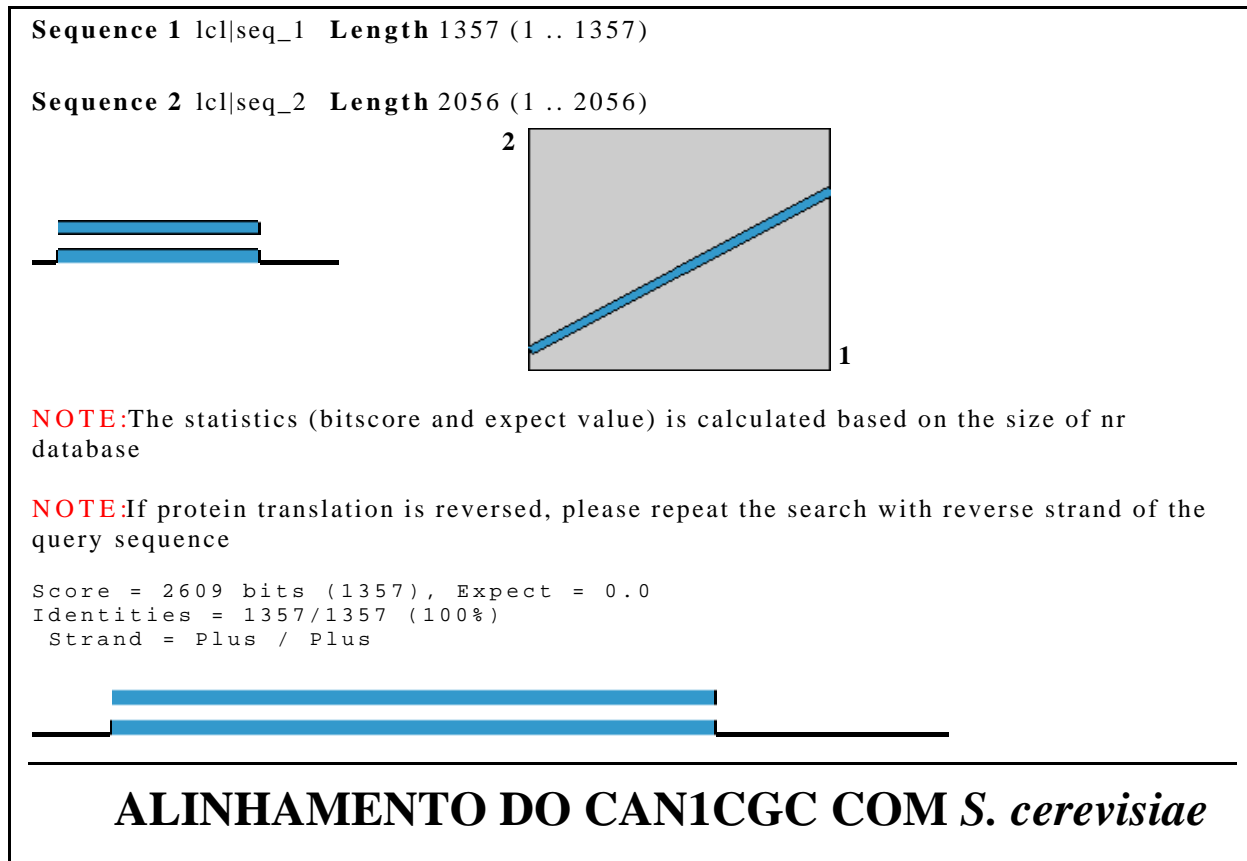 Sequence 1 lcl|seq_1 Length 1357 (1 .. 1357)
Sequence 2 lcl|seq_2 Length 2056 (1 .. 2056)
2
1
NOTE:The statistics (bitscore and expect value) is calculated based on the size of nr
database
NOTE:If protein translation is reversed, please repeat the search with reverse strand of the
query sequence
Score = 2609 bits (1357), Expect = 0.0
Identities = 1357/1357 (100%)
Strand = Plus / Plus
ALINHAMENTO DO CAN1CGC COM S. cerevisiae